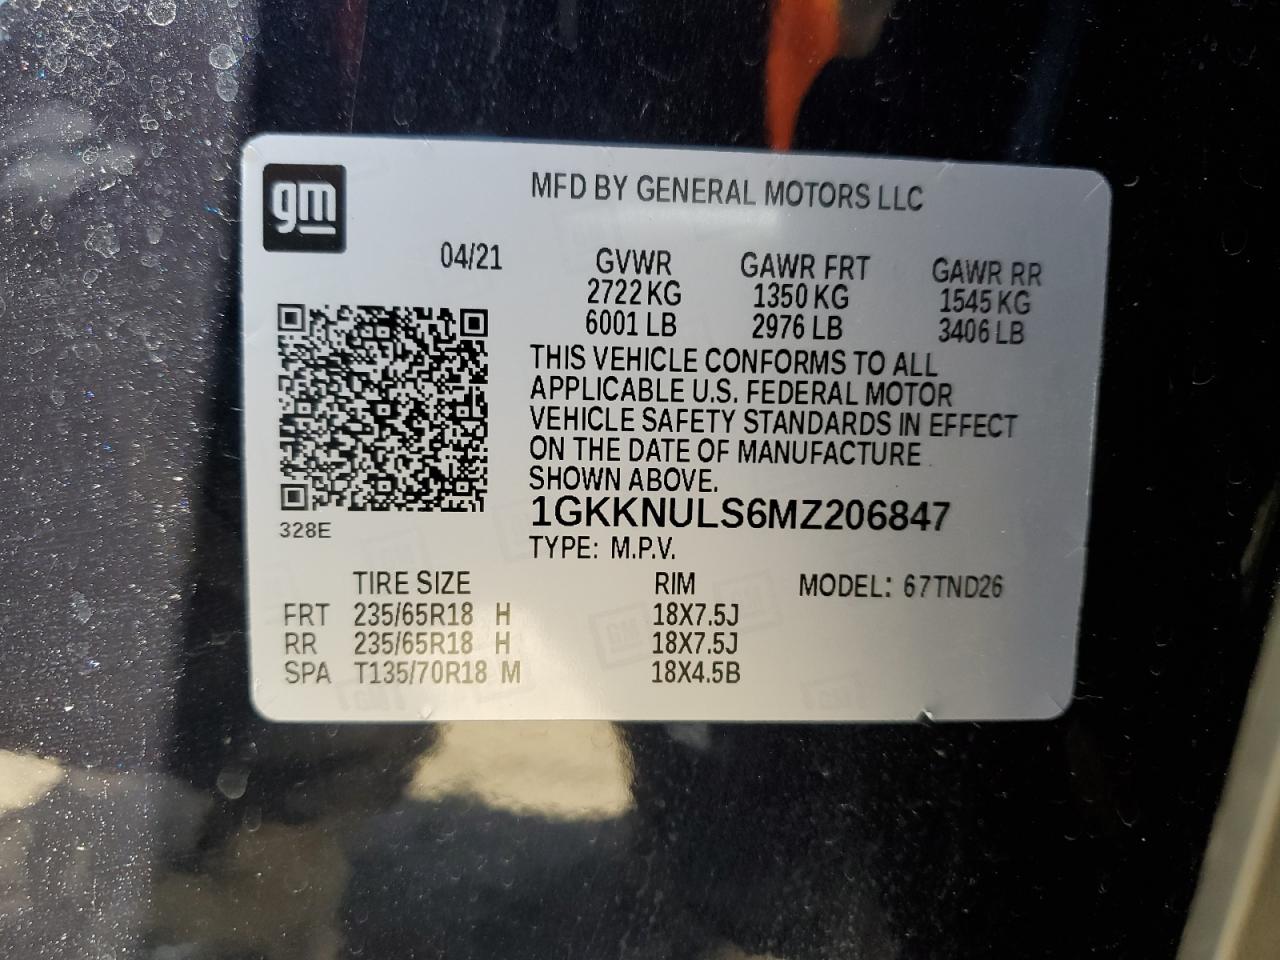 gm
MFD BY GENERAL MOTORS LLC
04/21
GVWR GAWR FRT GAWR RR
2722 KG 1350 KG 1545 KG
6001 LB 2976 LB 3406 LB
THIS VEHICLE CONFORMS TO ALL
APPLICABLE U.S. FEDERAL MOTOR
VEHICLE SAFETY STANDARDS IN EFFECT
ON THE DATE OF MANUFACTURE
SHOWN ABOVE.
1GKKNULS6MZ206847
328E
TYPE: M.P.V.
TIRE SIZE RIM MODEL: 67TND26
FRT 235/65R18 H 18X7.5J
RR 235/65R18 H 18X7.5J
SPA T135/70R18 M 18X4.5B